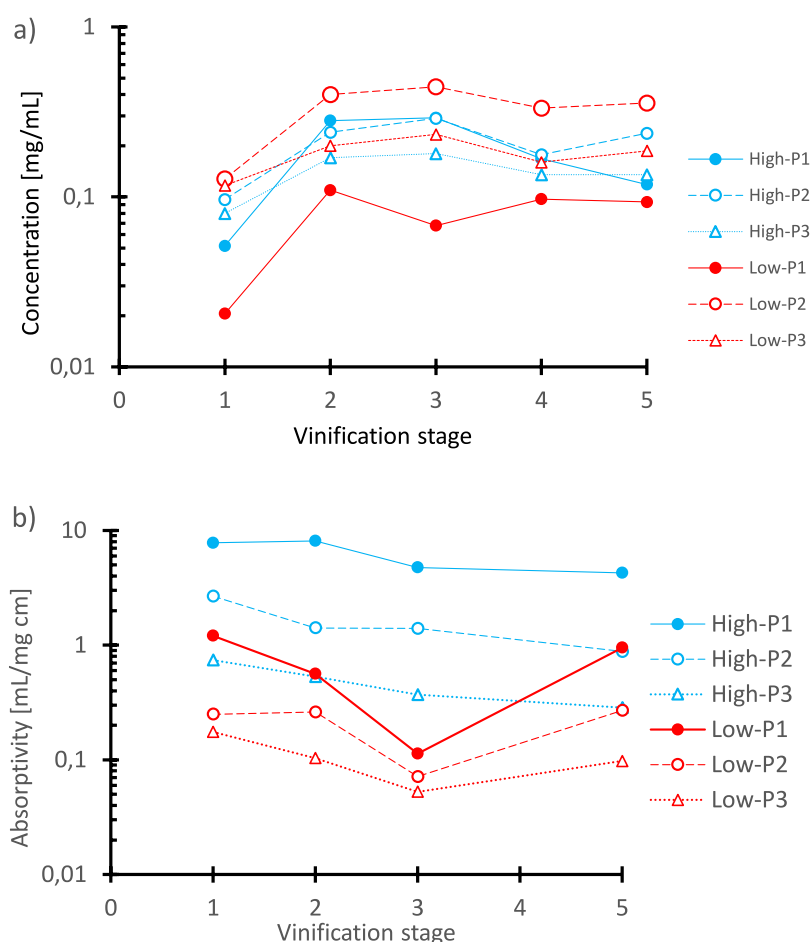 a)
Concentration [mg/mL]
1
0,1
0,01
0 1 2 3 4 5
Vinification stage
High-P1
High-P2
High-P3
Low-P1
Low-P2
Low-P3
b)
Absorptivity [mL/mg cm]
10
1
0,1
0,01
0 1 2 3 4 5
Vinification stage
High-P1
High-P2
High-P3
Low-P1
Low-P2
Low-P3